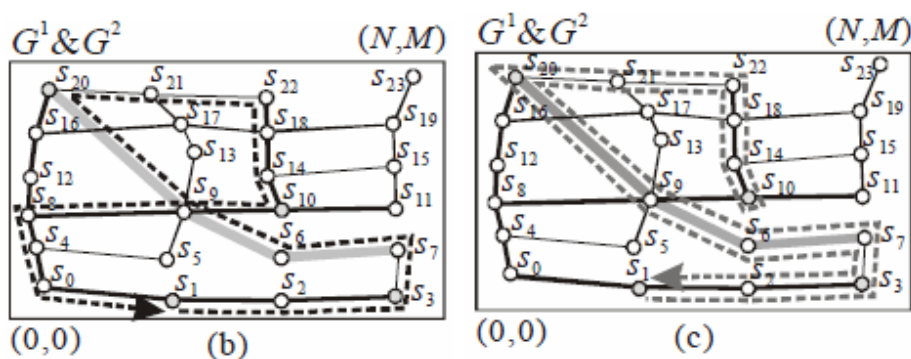 G¹&G² (N,M) G¹&G² (N,M)
S20 S21 S22 S23 S20 S21 S22 S23
S16 S17 S18 S19 S16 S17 S18 S19
S12 S13 S14 S15 S12 S13 S14 S15
S8 S9 S10 S11 S8 S9 S10 S11
S4 S5 S6 S7 S4 S5 S6 S7
S0 S1 S2 S3 S0 S1 S2 S3
(0,0) (b) (0,0) (c)